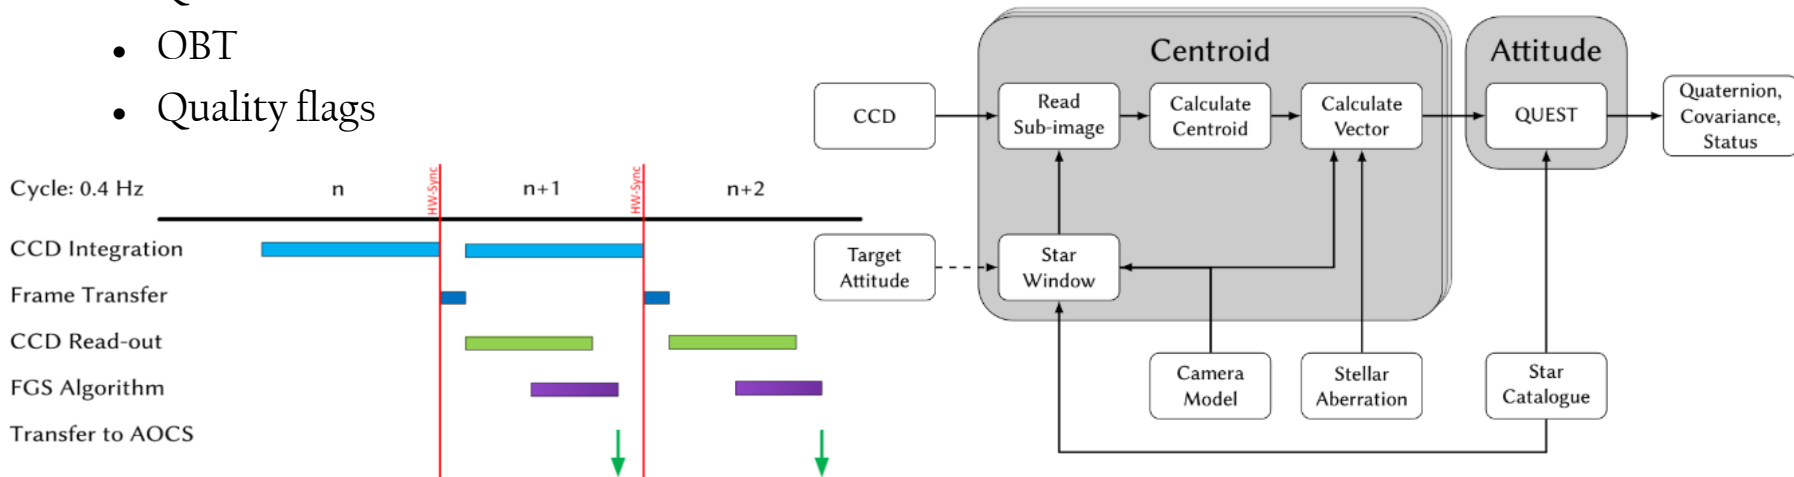 • OBT
• Quality flags
Cycle: 0.4 Hz
n
n+1
n+2
HW-Sync
HW-Sync
CCD Integration
Frame Transfer
CCD Read-out
FGS Algorithm
Transfer to AOCS
Centroid
Attitude
CCD
Read
Sub-image
Calculate
Centroid
Calculate
Vector
QUEST
Quaternion,
Covariance,
Status
Target
Attitude
Star
Window
Camera
Model
Stellar
Aberration
Star
Catalogue